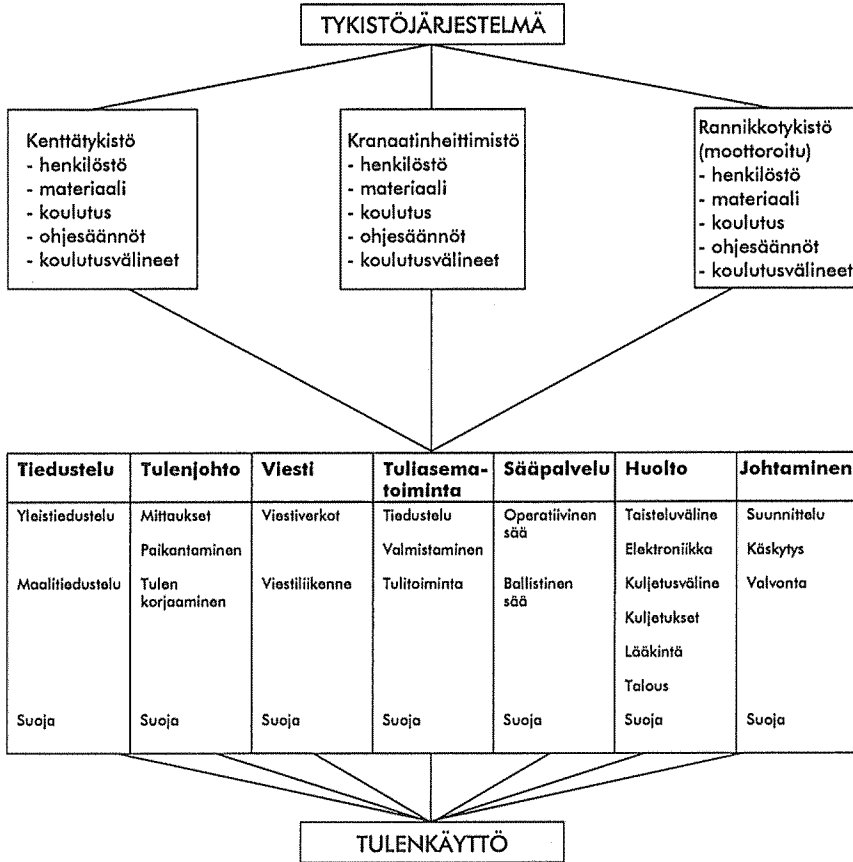 TYKISTÖJÄRJESTELMÄ
Kenttätykistö
- henkilöstö
- materiaali
- koulutus
- ohjesäännöt
- koulutusvälineet
Kranaatinheittimistö
- henkilöstö
- materiaali
- koulutus
- ohjesäännöt
- koulutusvälineet
Rannikkotykistö
(moottoroitu)
- henkilöstö
- materiaali
- koulutus
- ohjesäännöt
- koulutusvälineet
Tiedustelu
Yleistiedustelu
Maalitiedustelu
Suoja
Tulenjohto
Mittaukset
Paikantaminen
Tulen
korjaaminen
Suoja
Viesti
Viestiverkot
Viestiliikenne
Suoja
Tuliasema-
toiminta
Tiedustelu
Valmistaminen
Tulitoiminta
Suoja
Sääpalvelu
Operatiivinen
sää
Ballistinen
sää
Suoja
Huolto
Taisteluväline
Elektroniikka
Kuljetusväline
Kuljetukset
Lääkintä
Talous
Suoja
Johtaminen
Suunnittelu
Käskytys
Valvonta
Suoja
TULENKÄYTTÖ